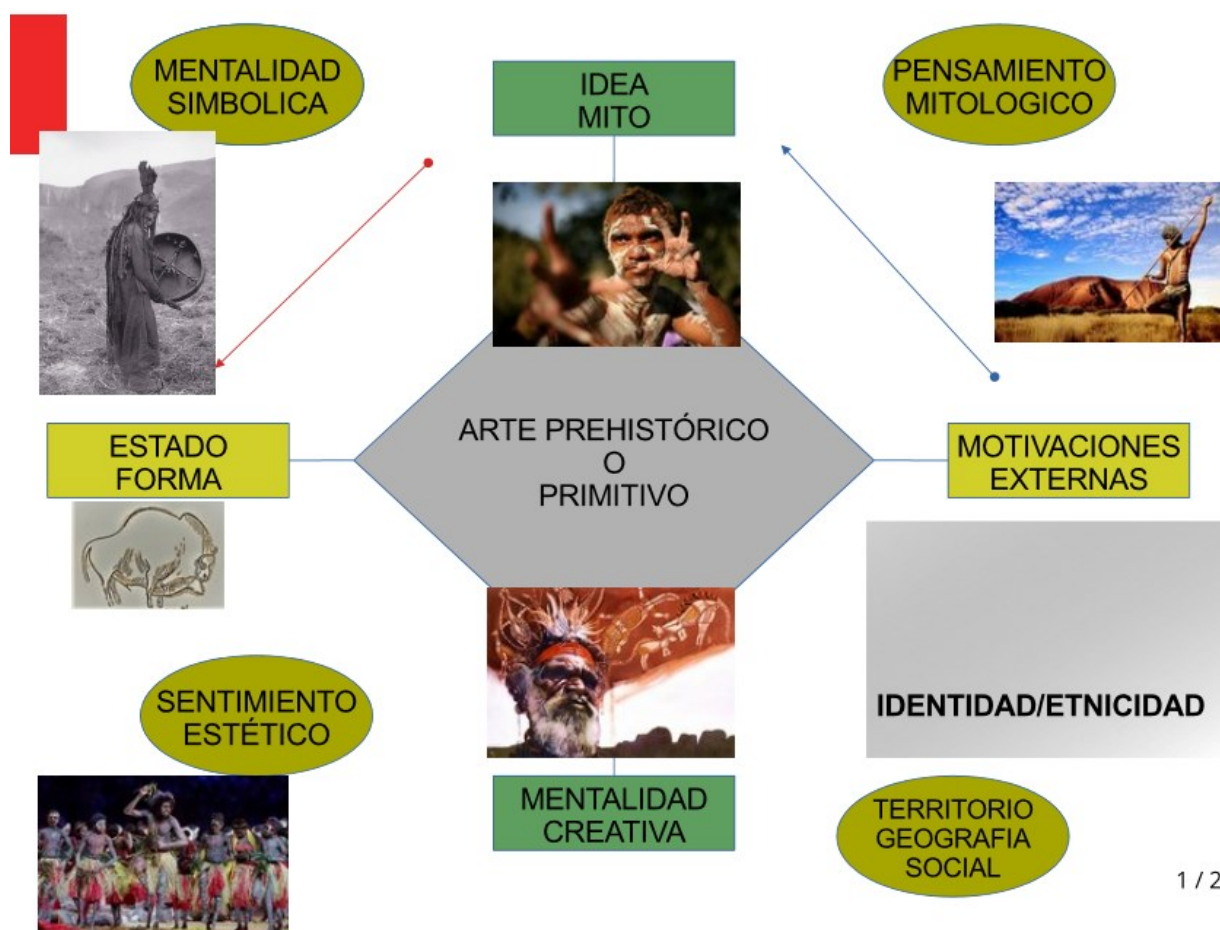 MENTALIDAD
SIMBOLICA
IDEA
MITO
PENSAMIENTO
MITOLOGICO
ESTADO
FORMA
ARTE PREHISTÓRICO
O
PRIMITIVO
MOTIVACIONES
EXTERNAS
SENTIMIENTO
ESTÉTICO
IDENTIDAD/ETNICIDAD
MENTALIDAD
CREATIVA
TERRITORIO
GEOGRAFIA
SOCIAL
1 / 2